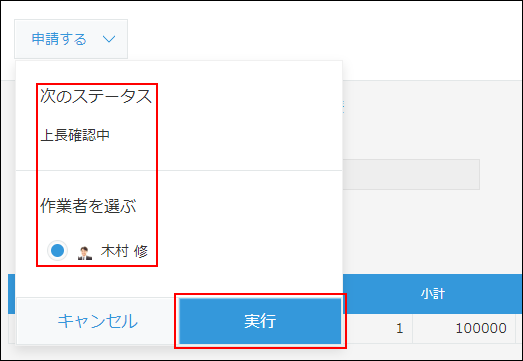 申請する
次のステータス
上長確認中
作業者を選ぶ
木村 修
キャンセル 実行
小計
1 100000